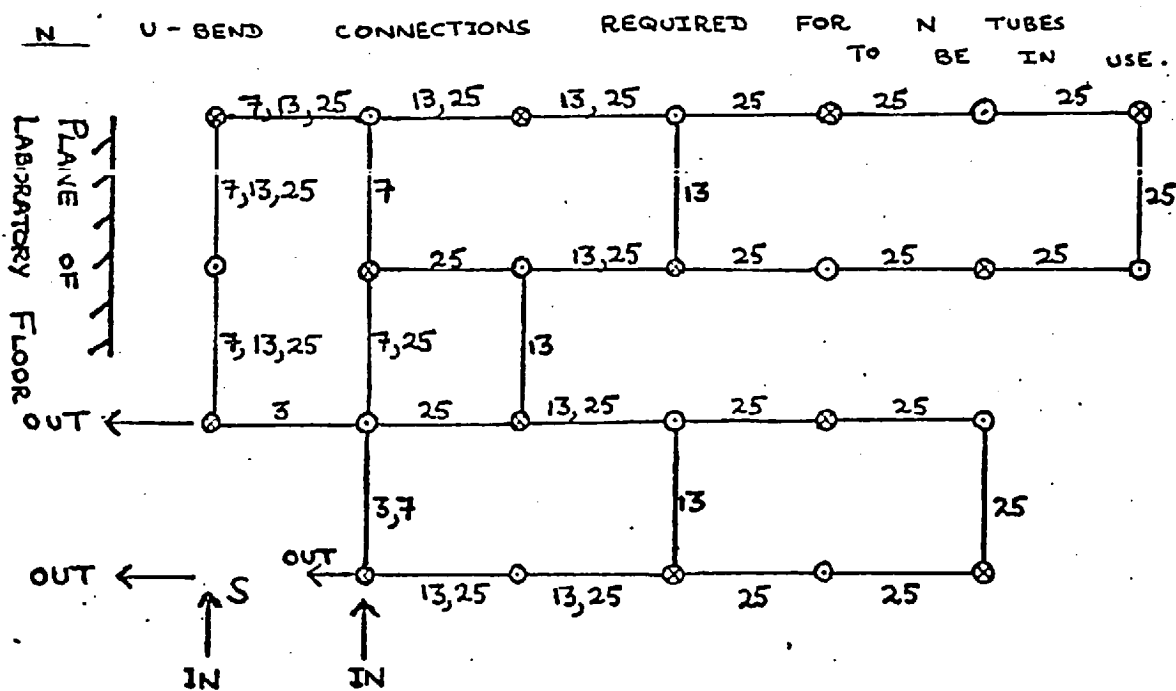 N U-BEND CONNECTIONS REQUIRED FOR N TUBES
TO BE IN USE.
7,13,25 13,25 13,25 25 25 25
PLANE OF
LABORATORY FLOOR
7,13,25 7 13 25
25 13,25 25 25 25
7,13,25 7,25 13
OUT 3 25 13,25 25 25
3,7 13 25
OUT S OUT
13,25 13,25 25 25
IN IN